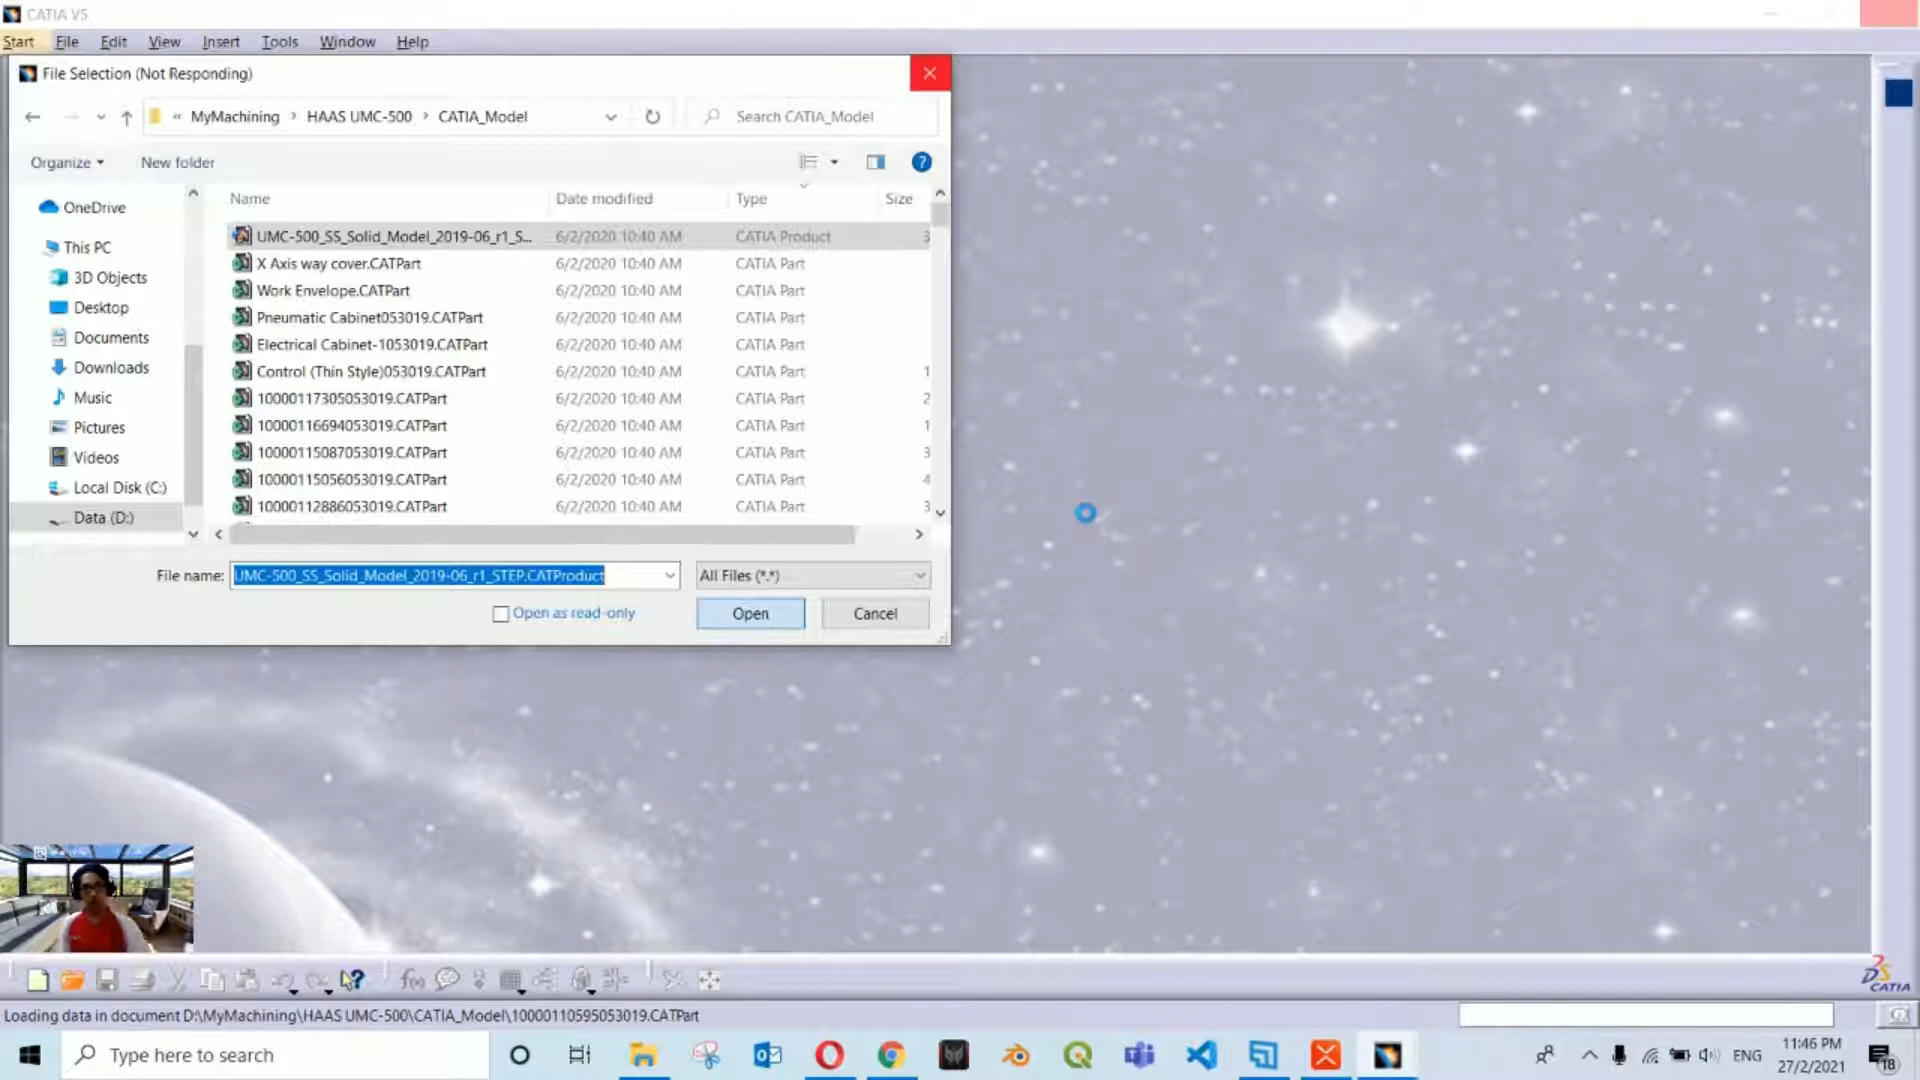 CATIA V5
Start File Edit View Insert Tools Window Help
File Selection (Not Responding)
« MyMachining › HAAS UMC-500 › CATIA_Model
Search CATIA_Model
Organize New folder
Name Date modified Type Size
OneDrive
This PC
3D Objects
Desktop
Documents
Downloads
Music
Pictures
Videos
Local Disk (C:)
Data (D:)
UMC-500_SS_Solid_Model_2019-06_r1_S... 6/2/2020 10:40 AM CATIA Product 3
X Axis way cover.CATPart 6/2/2020 10:40 AM CATIA Part
Work Envelope.CATPart 6/2/2020 10:40 AM CATIA Part
Pneumatic Cabinet053019.CATPart 6/2/2020 10:40 AM CATIA Part
Electrical Cabinet-1053019.CATPart 6/2/2020 10:40 AM CATIA Part
Control (Thin Style)053019.CATPart 6/2/2020 10:40 AM CATIA Part 1
10000117305053019.CATPart 6/2/2020 10:40 AM CATIA Part 2
10000116694053019.CATPart 6/2/2020 10:40 AM CATIA Part 1
10000115087053019.CATPart 6/2/2020 10:40 AM CATIA Part 3
10000115056053019.CATPart 6/2/2020 10:40 AM CATIA Part 4
10000112886053019.CATPart 6/2/2020 10:40 AM CATIA Part 3
File name: UMC-500_SS_Solid_Model_2019-06_r1_STEP.CATProduct All Files (*.*)
Open as read-only Open Cancel
f(x)
CATIA
Loading data in document D:\MyMachining\HAAS UMC-500\CATIA_Model\10000110595053019.CATPart
Type here to search
ENG
11:46 PM
27/2/2021
18